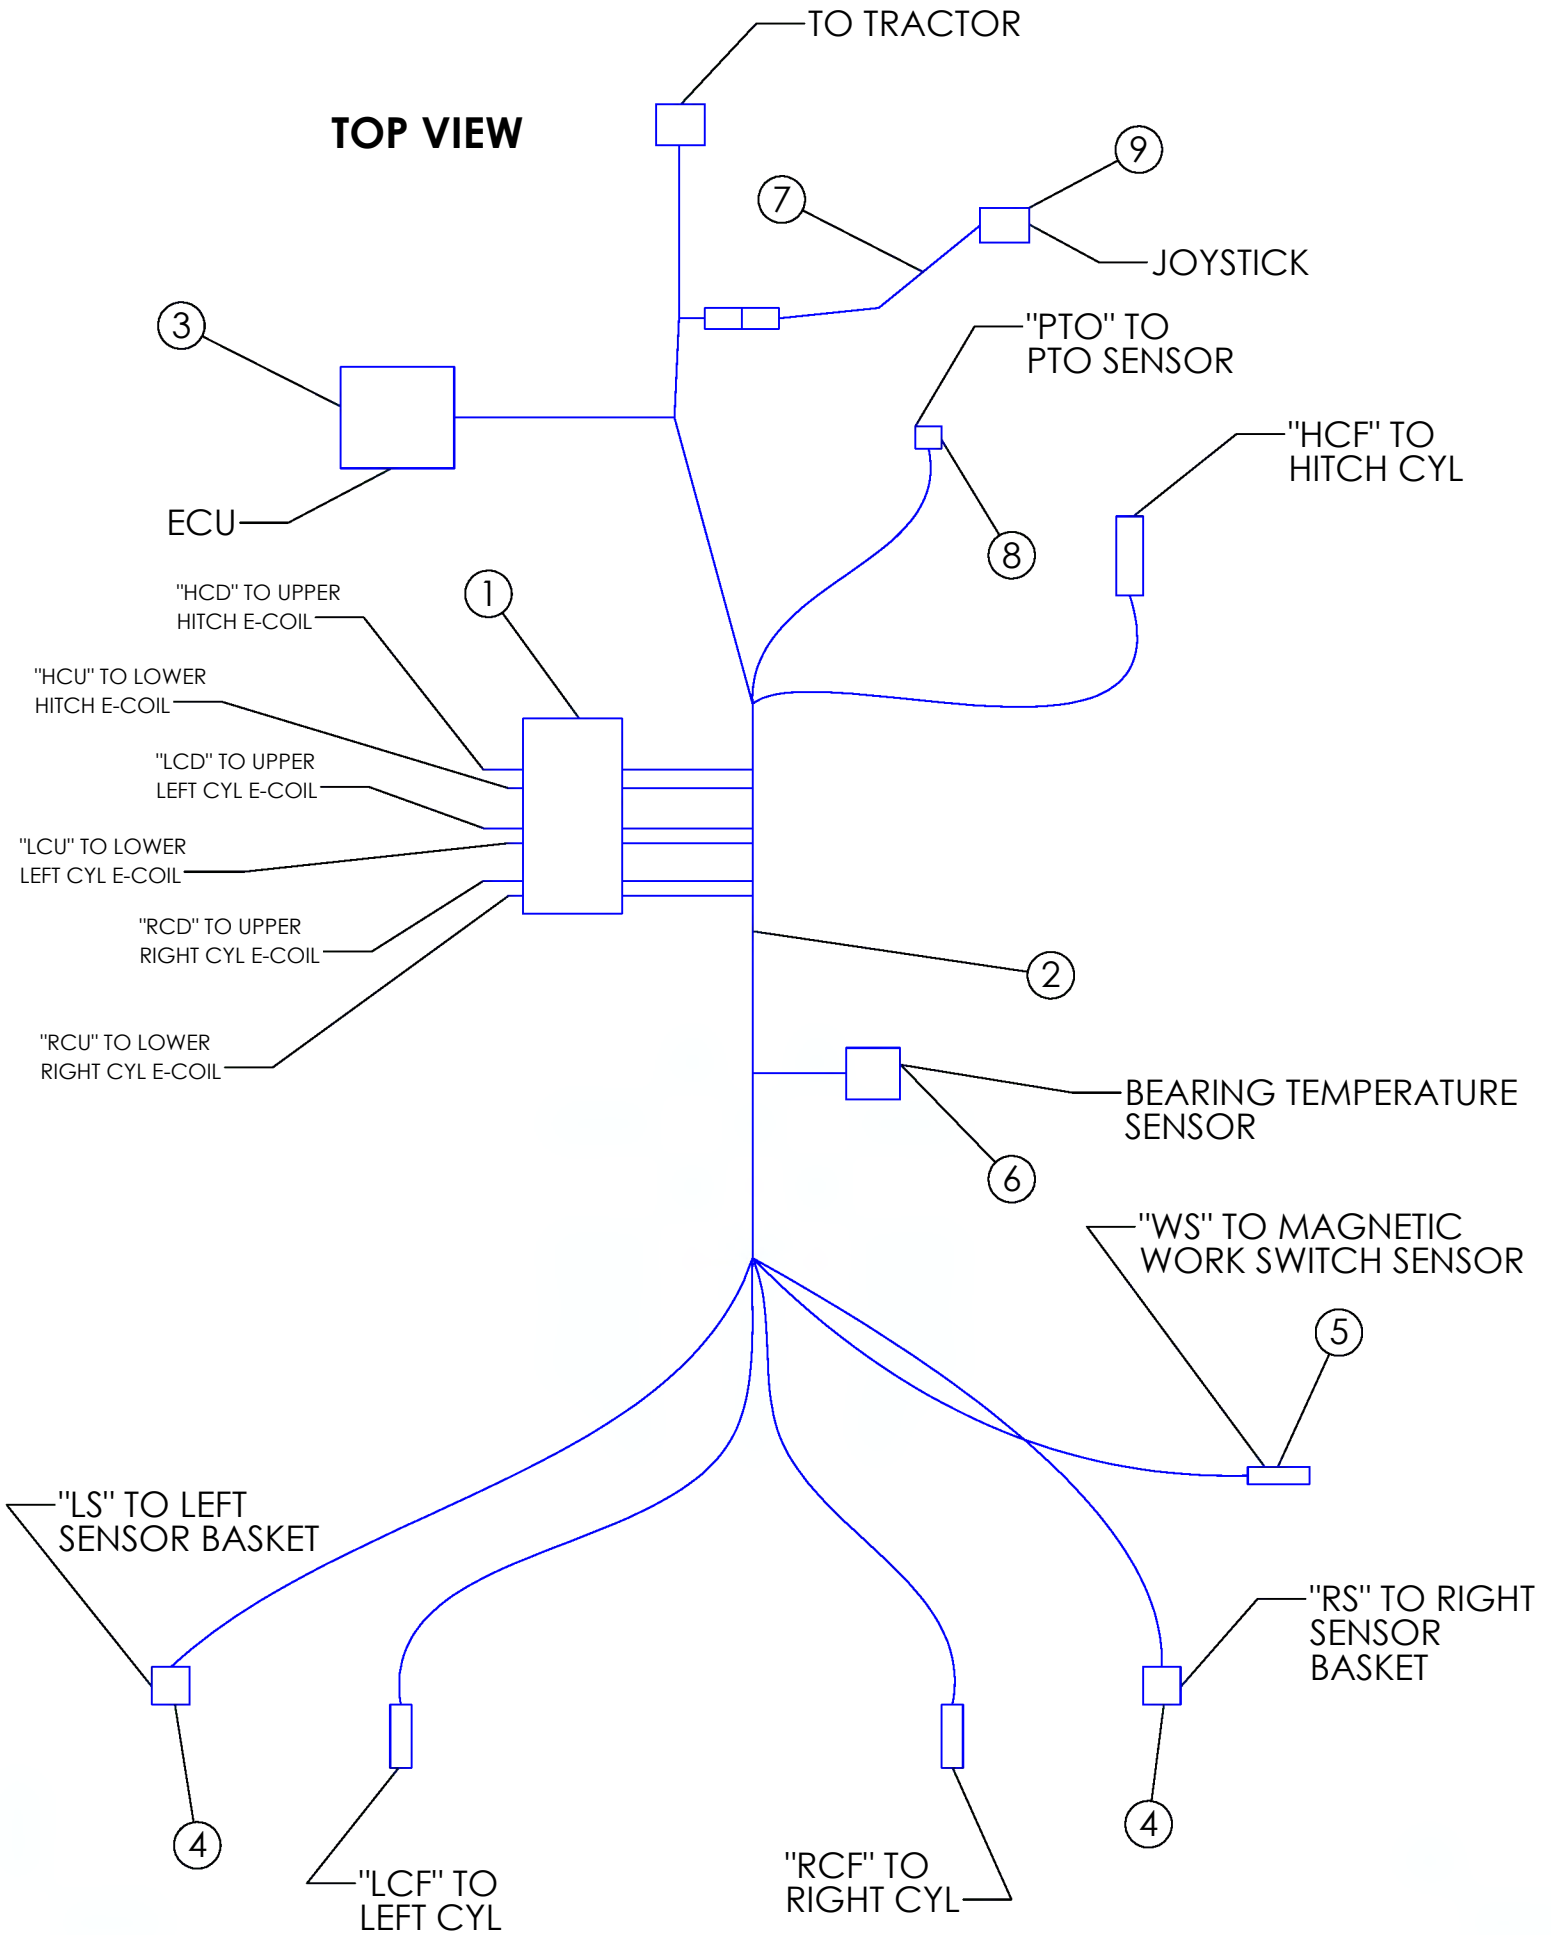 TO TRACTOR
TOP VIEW
9
7
JOYSTICK
3
"PTO" TO
PTO SENSOR
"HCF" TO
HITCH CYL
ECU
8
1
"HCD" TO UPPER
HITCH E-COIL
"HCU" TO LOWER
HITCH E-COIL
"LCD" TO UPPER
LEFT CYL E-COIL
"LCU" TO LOWER
LEFT CYL E-COIL
"RCD" TO UPPER
RIGHT CYL E-COIL
2
"RCU" TO LOWER
RIGHT CYL E-COIL
BEARING TEMPERATURE
SENSOR
6
"WS" TO MAGNETIC
WORK SWITCH SENSOR
5
"LS" TO LEFT
SENSOR BASKET
"RS" TO RIGHT
SENSOR
BASKET
4
4
"LCF" TO
LEFT CYL
"RCF" TO
RIGHT CYL